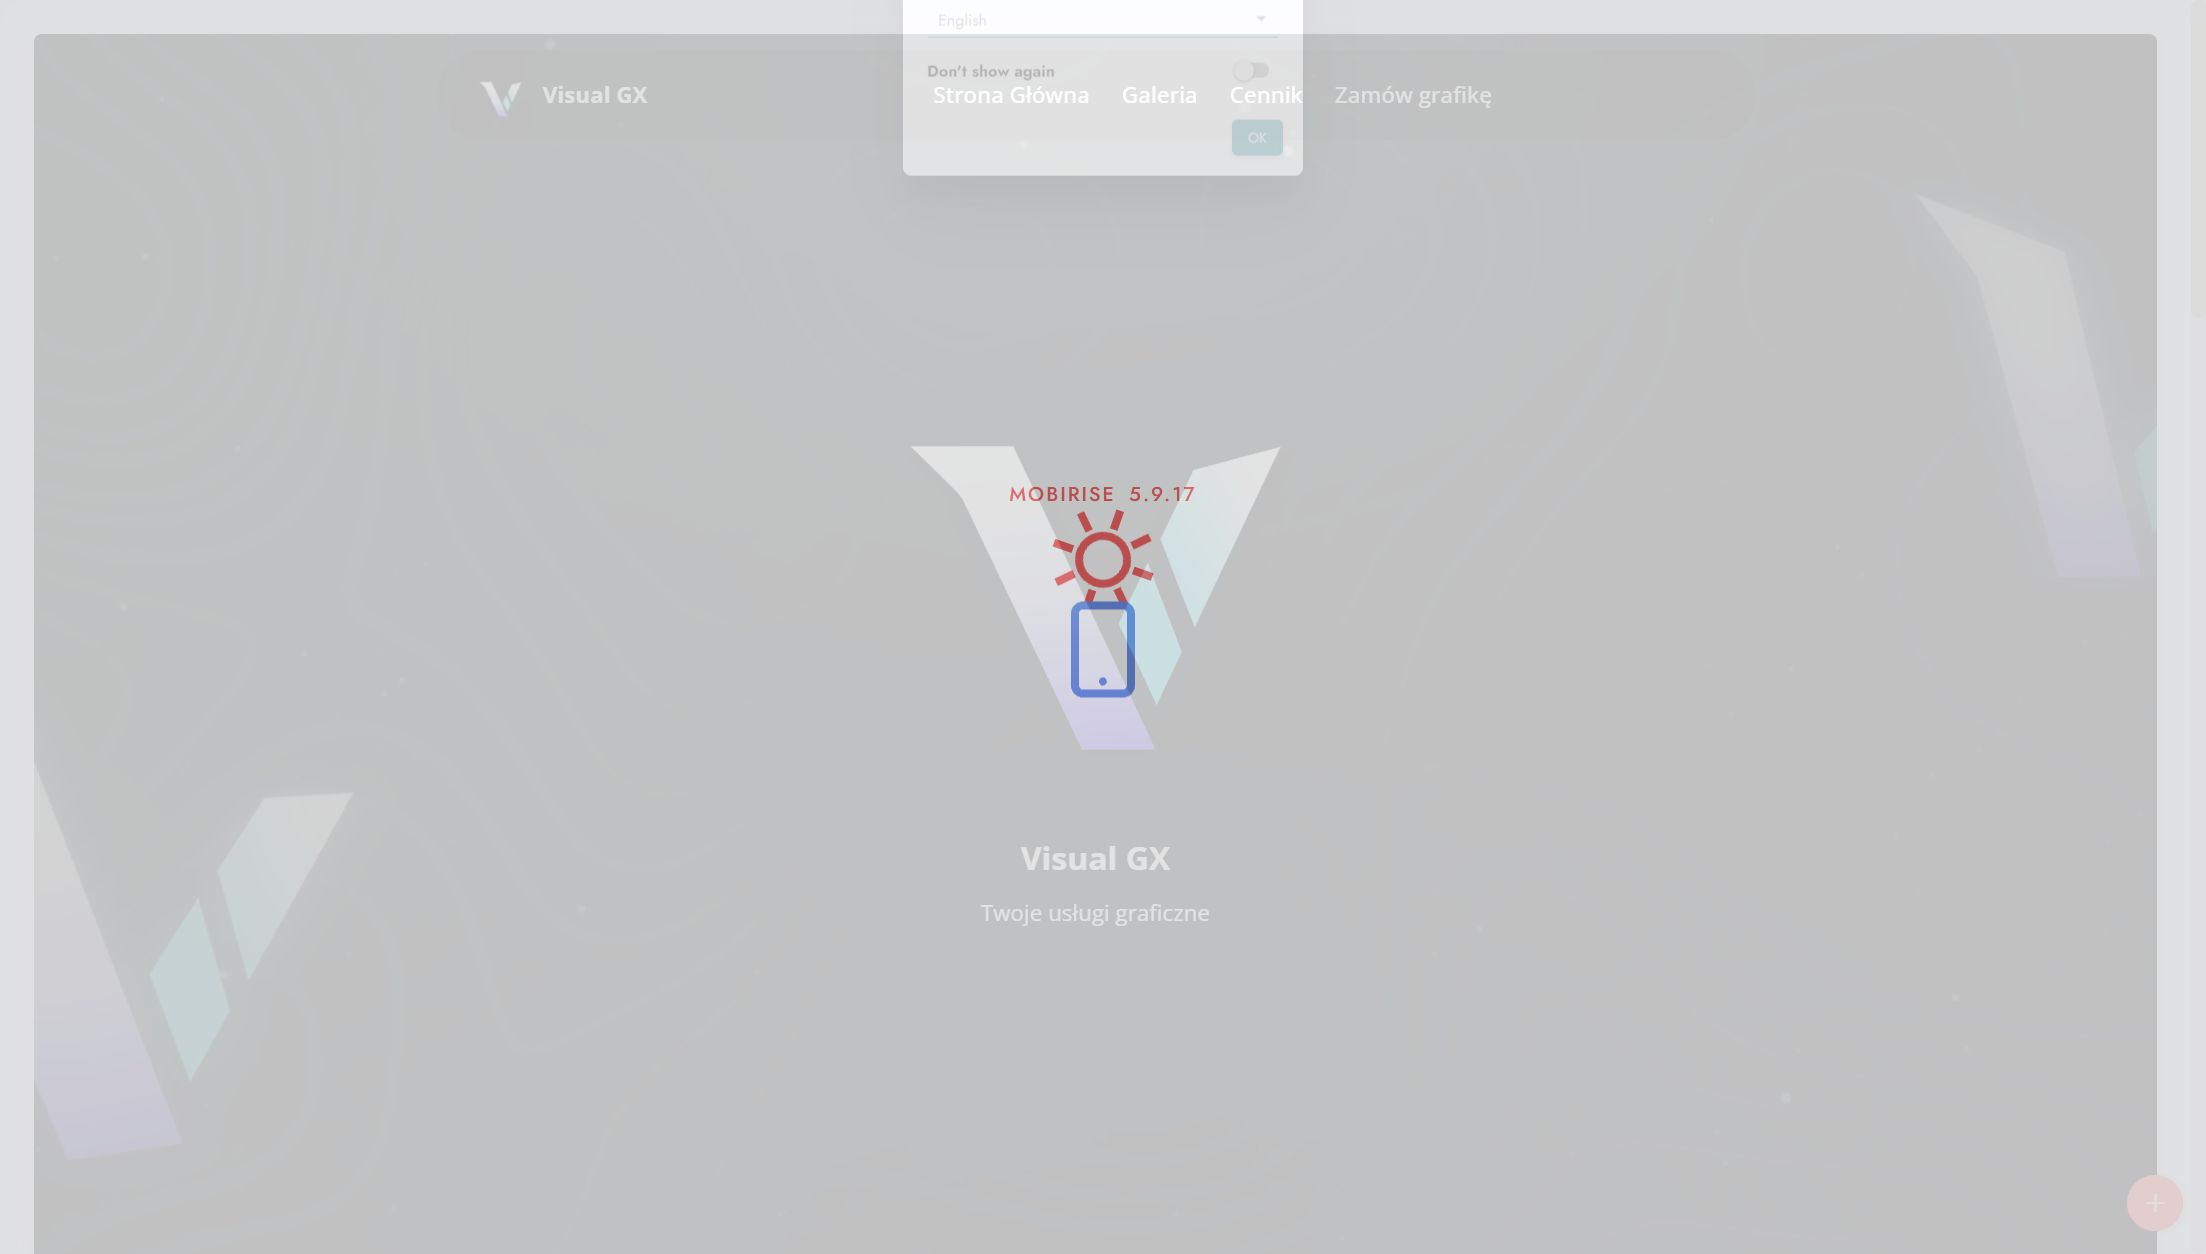 English
Don't show again
Visual GX
Strona Główna Galeria Cennik Zamów grafikę
OK
MOBIRISE 5.9.17
Visual GX
Twoje usługi graficzne